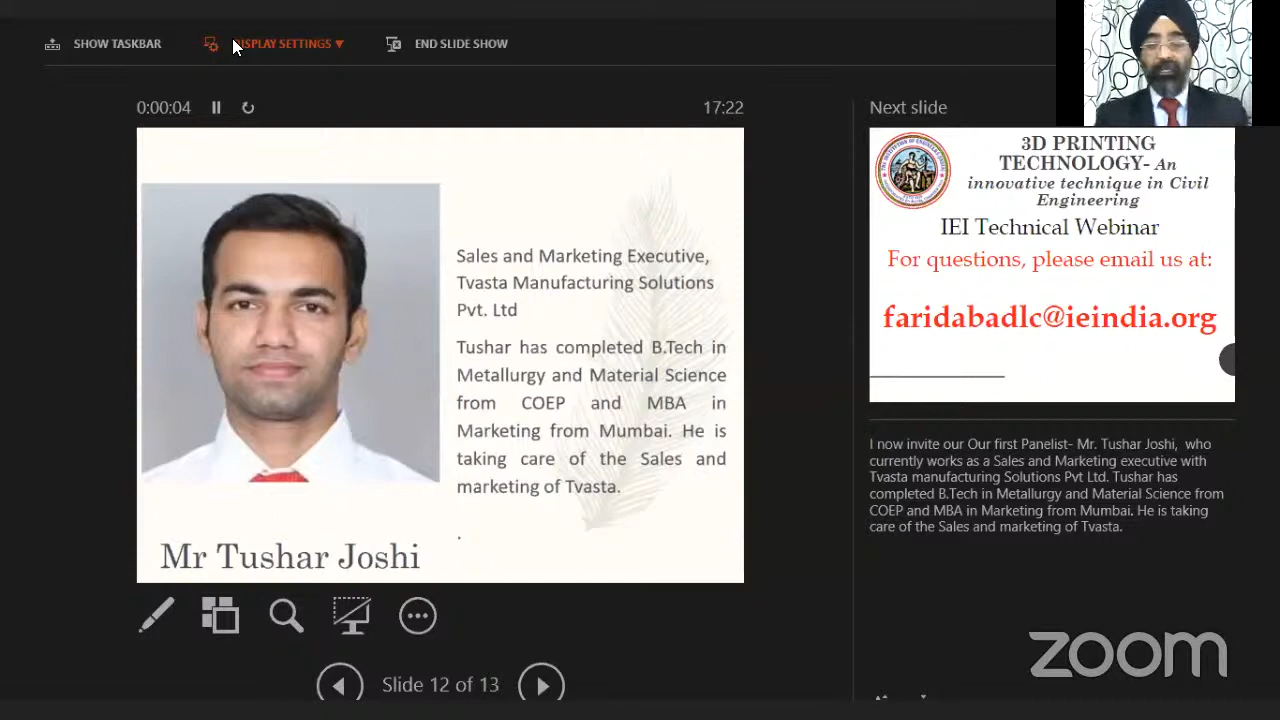 SHOW TASKBAR
DISPLAY SETTINGS
END SLIDE SHOW
0:00:04
17:22
Sales and Marketing Executive,
Tvasta Manufacturing Solutions
Pvt. Ltd
Tushar has completed B.Tech in
Metallurgy and Material Science
from COEP and MBA in
Marketing from Mumbai. He is
taking care of the Sales and
marketing of Tvasta.
.
Mr Tushar Joshi
Slide 12 of 13
Next slide
3D PRINTING
TECHNOLOGY- An
innovative technique in Civil
Engineering
IEI Technical Webinar
For questions, please email us at:
faridabadlc@ieindia.org
I now invite our Our first Panelist- Mr. Tushar Joshi, who
currently works as a Sales and Marketing executive with
Tvasta manufacturing Solutions Pvt Ltd. Tushar has
completed B.Tech in Metallurgy and Material Science from
COEP and MBA in Marketing from Mumbai. He is taking
care of the Sales and marketing of Tvasta.
zoom